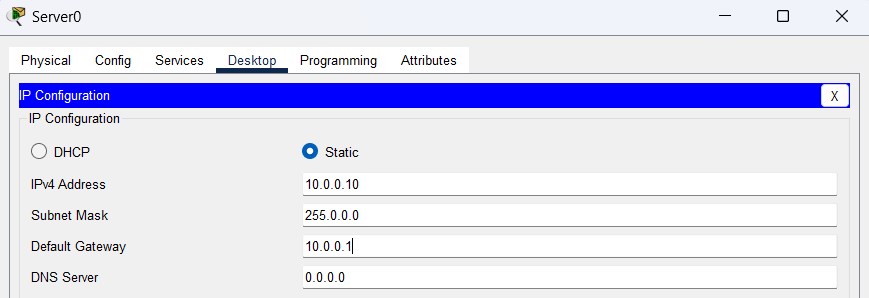 Server0
Physical Config Services Desktop Programming Attributes
IP Configuration X
IP Configuration
DHCP Static
IPv4 Address 10.0.0.10
Subnet Mask 255.0.0.0
Default Gateway 10.0.0.1
DNS Server 0.0.0.0